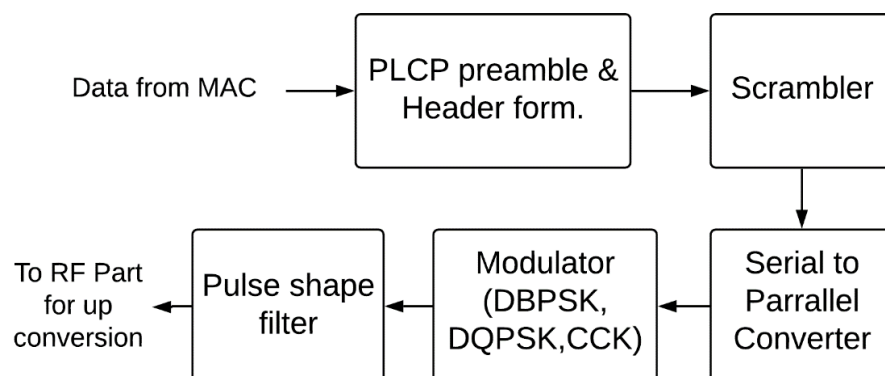 Data from MAC
PLCP preamble &
Header form.
Scrambler
Serial to
Parrallel
Converter
Modulator
(DBPSK,
DQPSK,CCK)
Pulse shape
filter
To RF Part
for up
conversion